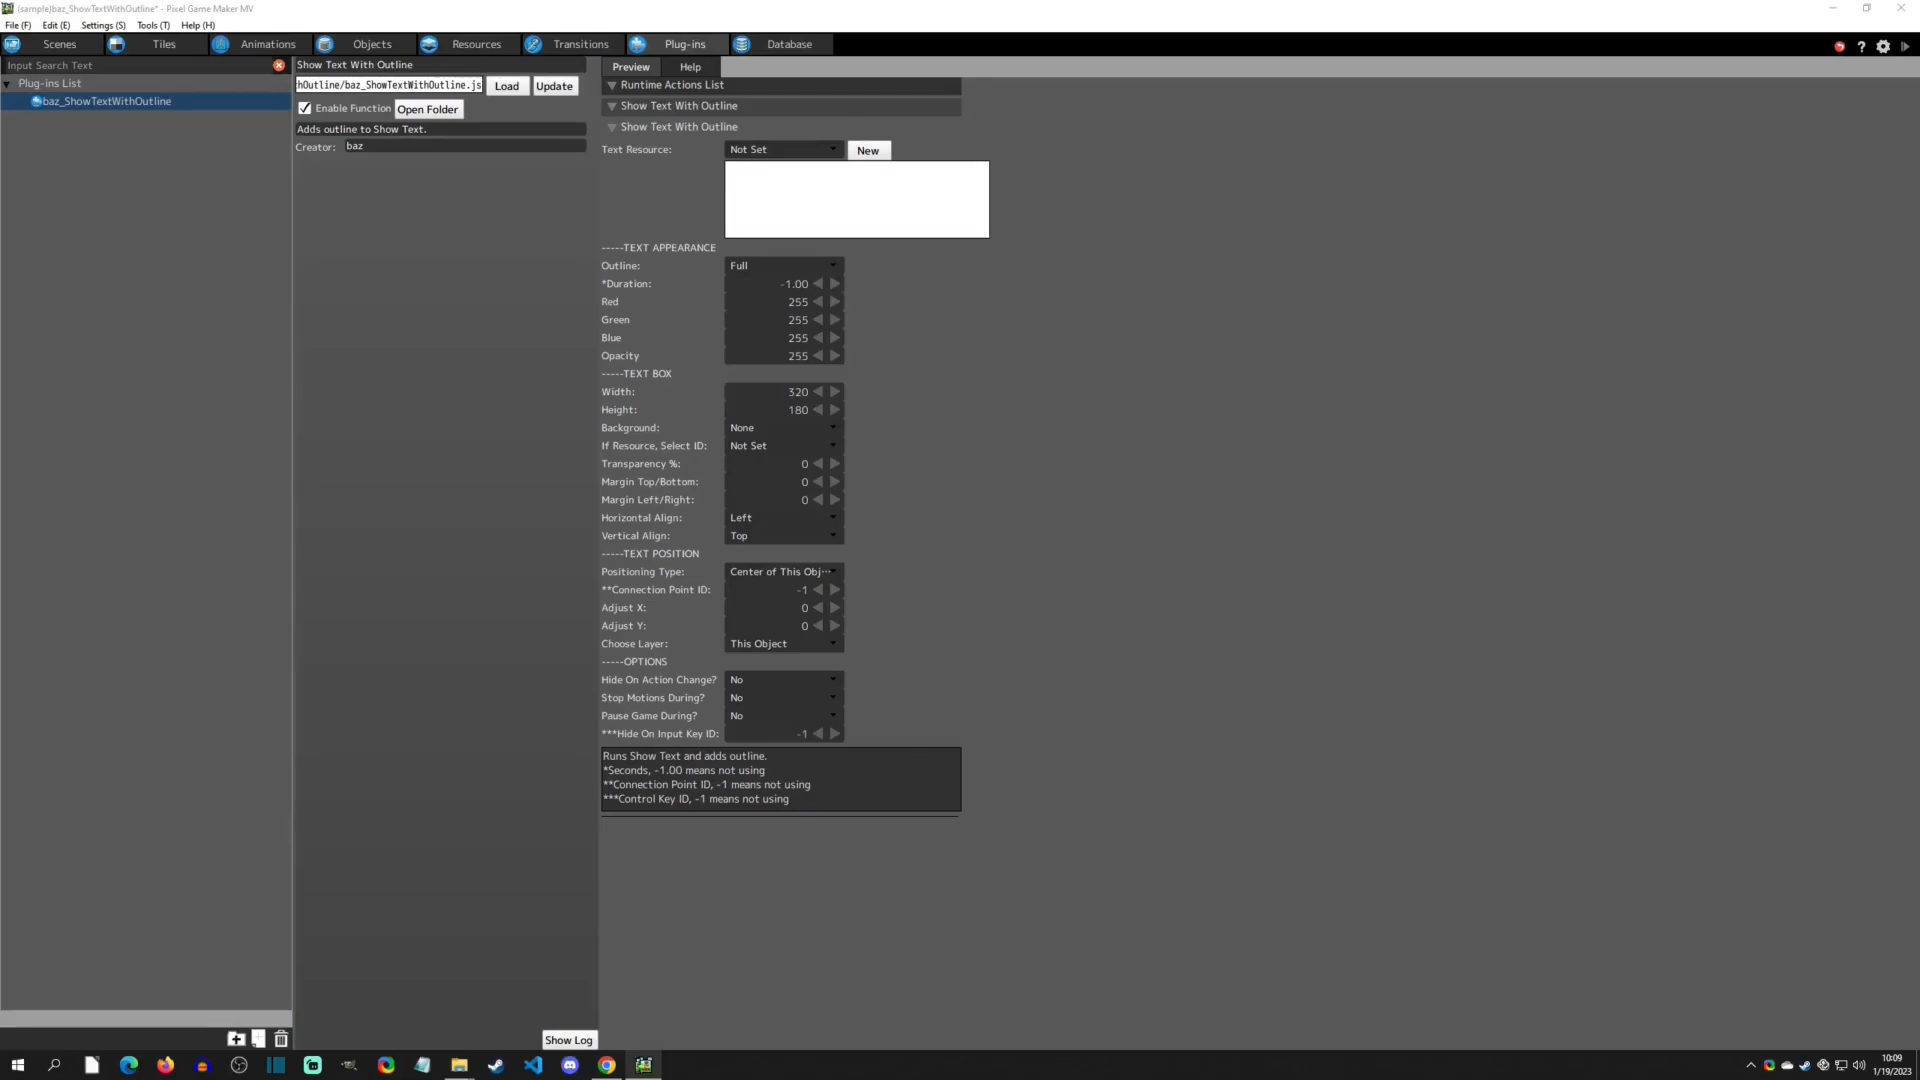 (sample)baz_ShowTextWithOutline* - Pixel Game Maker MV
File (F) Edit (E) Settings (S) Tools (T) Help (H)
Scenes Tiles Animations Objects Resources Transitions Plug-ins Database
Input Search Text
Plug-ins List
baz_ShowTextWithOutline
Show Text With Outline
hOutline/baz_ShowTextWithOutline.js Load Update
Enable Function Open Folder
Adds outline to Show Text.
Creator: baz
Show Log
Preview Help
Runtime Actions List
Show Text With Outline
Show Text With Outline
Text Resource: Not Set New
-----TEXT APPEARANCE
Outline: Full
*Duration: -1.00
Red 255
Green 255
Blue 255
Opacity 255
-----TEXT BOX
Width: 320
Height: 180
Background: None
If Resource, Select ID: Not Set
Transparency %: 0
Margin Top/Bottom: 0
Margin Left/Right: 0
Horizontal Align: Left
Vertical Align: Top
-----TEXT POSITION
Positioning Type: Center of This Obj···
**Connection Point ID: -1
Adjust X: 0
Adjust Y: 0
Choose Layer: This Object
-----OPTIONS
Hide On Action Change? No
Stop Motions During? No
Pause Game During? No
***Hide On Input Key ID: -1
Runs Show Text and adds outline.
*Seconds, -1.00 means not using
**Connection Point ID, -1 means not using
***Control Key ID, -1 means not using
10:09
1/19/2023